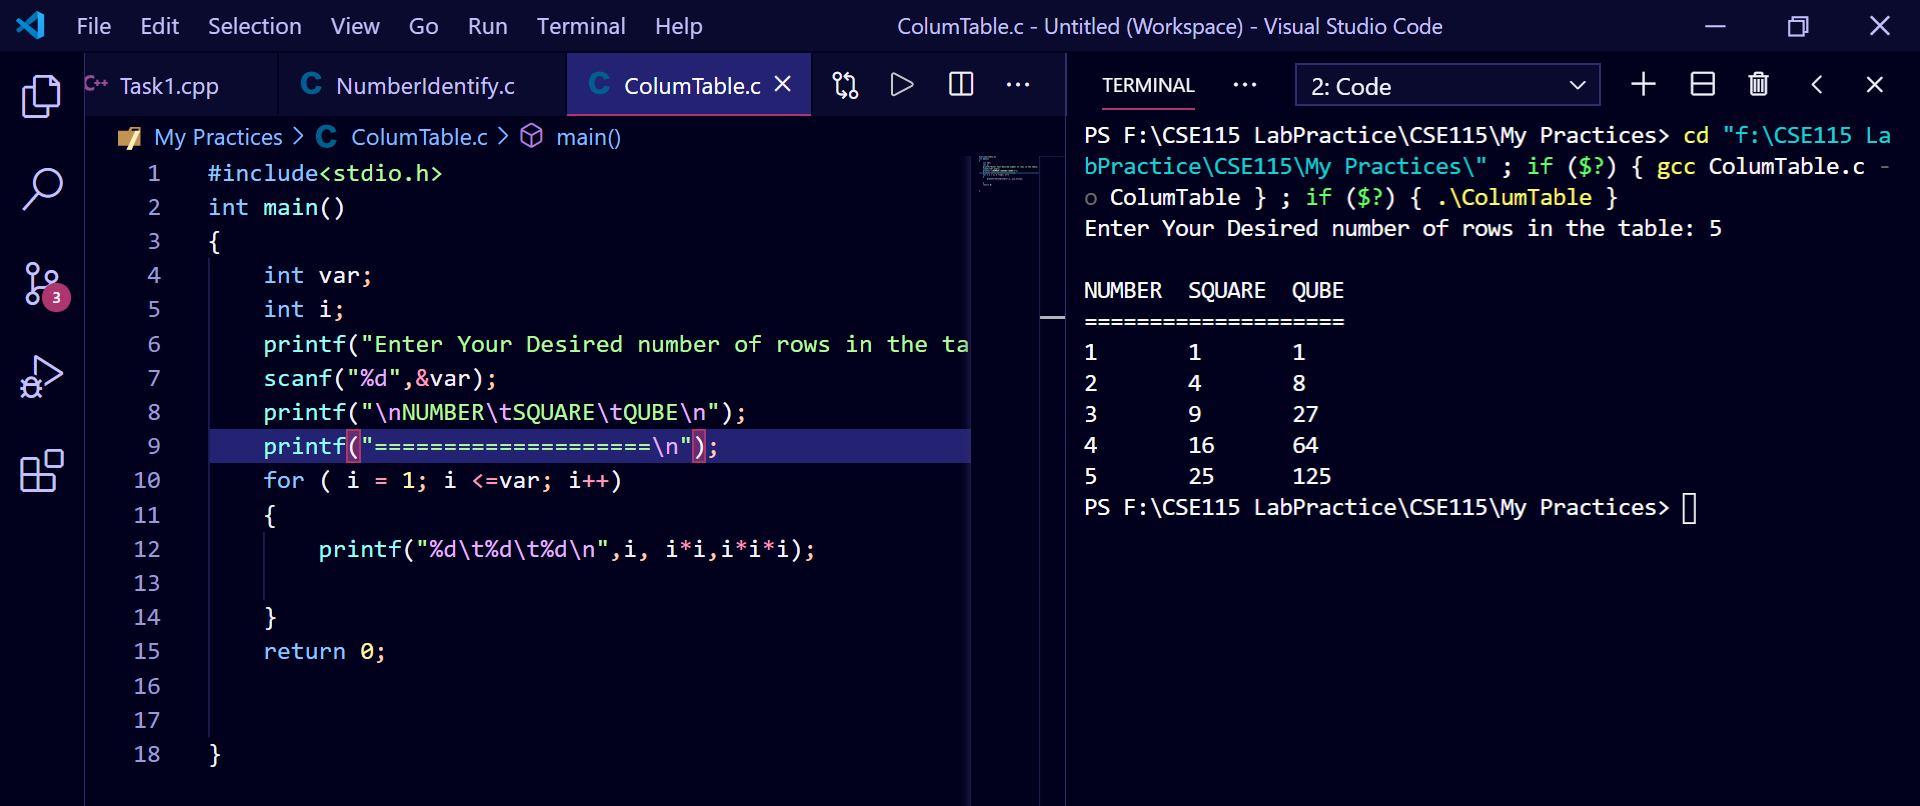 File Edit Selection View Go Run Terminal Help ColumTable.c - Untitled (Workspace) - Visual Studio Code
Task1.cpp NumberIdentify.c ColumTable.c
My Practices > ColumTable.c > main()
1 #include<stdio.h>
2 int main()
3 {
4 int var;
5 int i;
6 printf("Enter Your Desired number of rows in the ta
7 scanf("%d",&var);
8 printf("\nNUMBER\tSQUARE\tQUBE\n");
9 printf("====================\n");
10 for ( i = 1; i <=var; i++)
11 {
12 printf("%d\t%d\t%d\n",i, i*i,i*i*i);
13
14 }
15 return 0;
16
17
18 }
3
TERMINAL 2: Code
PS F:\CSE115 LabPractice\CSE115\My Practices> cd "f:\CSE115 La
bPractice\CSE115\My Practices\" ; if ($?) { gcc ColumTable.c -
o ColumTable } ; if ($?) { .\ColumTable }
Enter Your Desired number of rows in the table: 5
NUMBER SQUARE QUBE
====================
1 1 1
2 4 8
3 9 27
4 16 64
5 25 125
PS F:\CSE115 LabPractice\CSE115\My Practices>